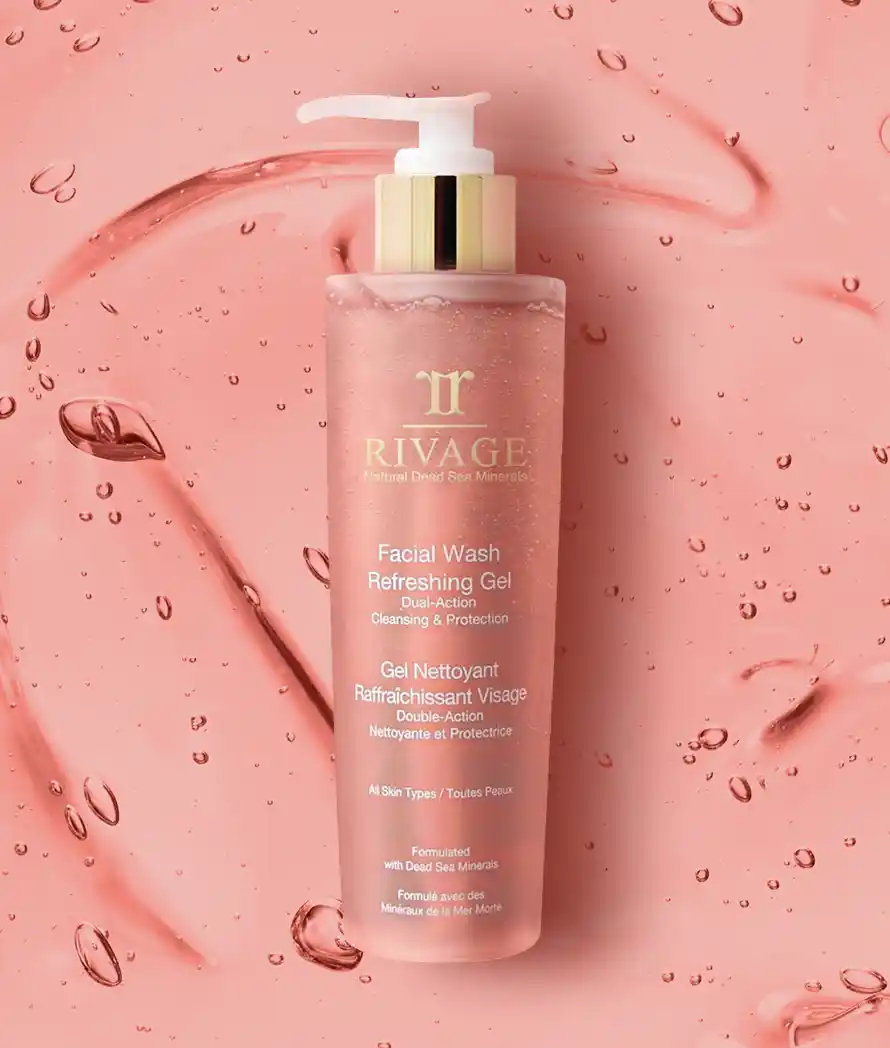 RIVAGE
Natural Dead Sea Minerals
Facial Wash
Refreshing Gel
Dual-Action
Cleansing & Protection
Gel Nettoyant
Raffraîchissant Visage
Double-Action
Nettoyante et Protectrice
All Skin Types / Toutes Peaux
Formulated
with Dead Sea Minerals
Formulé avec des
Minéraux de la Mer Morte